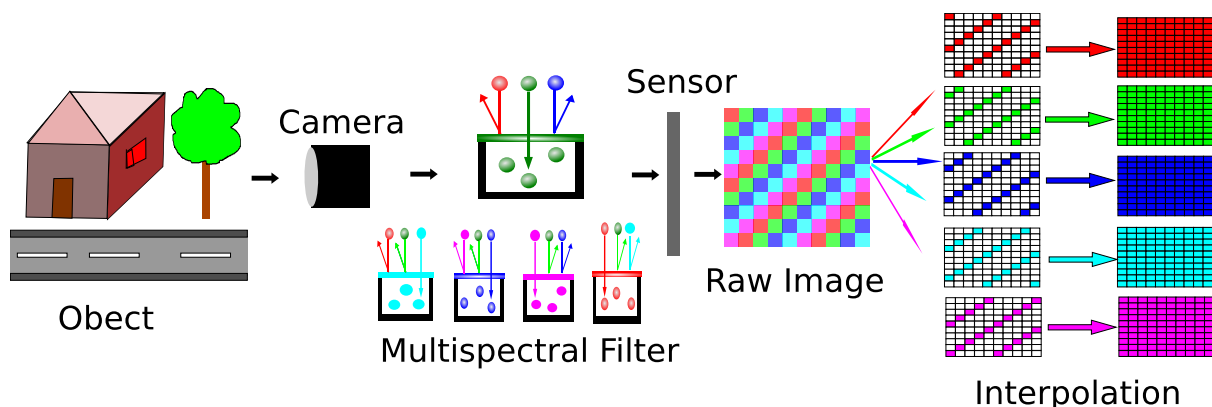 Obect
Camera
Multispectral Filter
Sensor
Raw Image
Interpolation